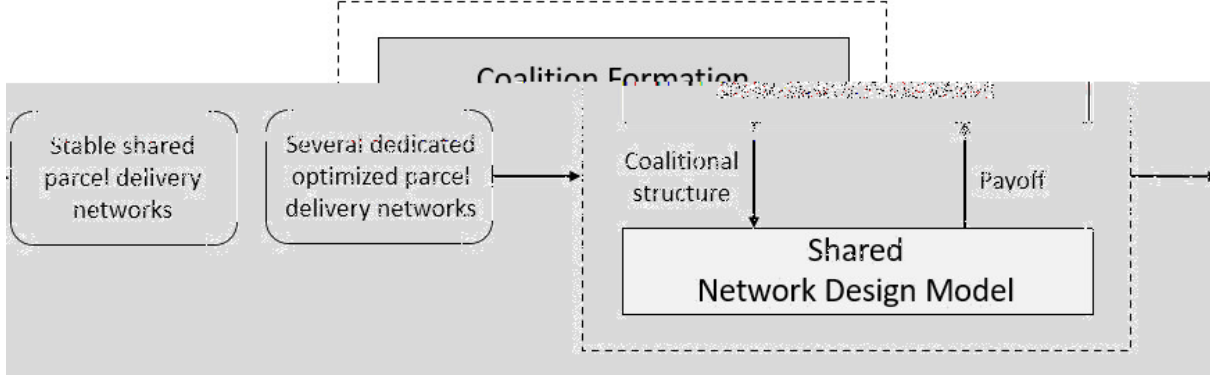 Coalition Formation
Stable shared
parcel delivery
networks
Several dedicated
optimized parcel
delivery networks
Coalitional
structure
Payoff
Shared
Network Design Model